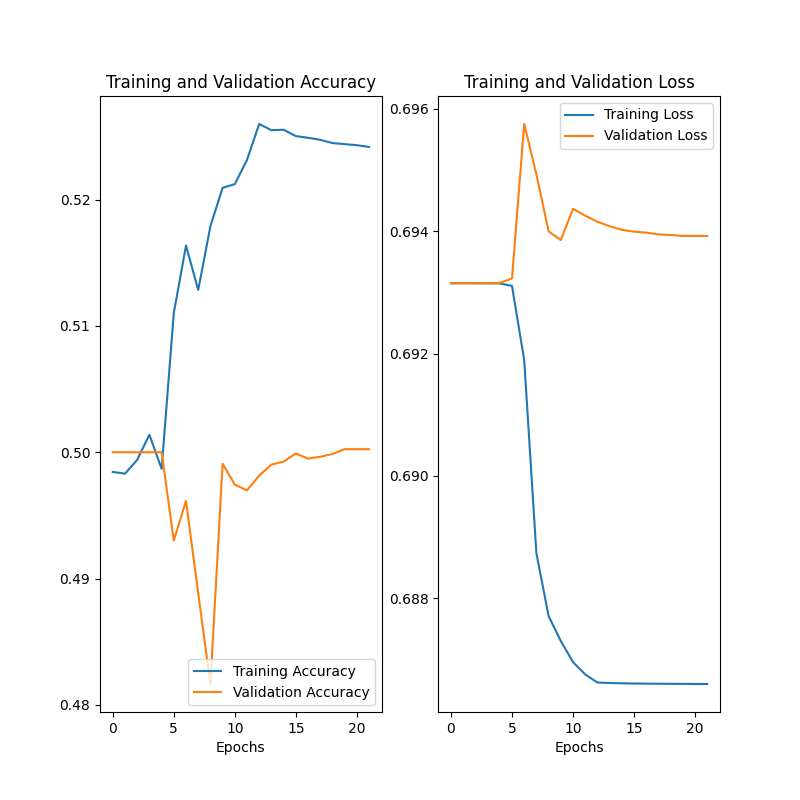 Training and Validation Accuracy
0.52
0.51
0.50
0.49
0.48
Training Accuracy
Validation Accuracy
0 5 10 15 20
Epochs
Training and Validation Loss
0.696
0.694
0.692
0.690
0.688
Training Loss
Validation Loss
0 5 10 15 20
Epochs